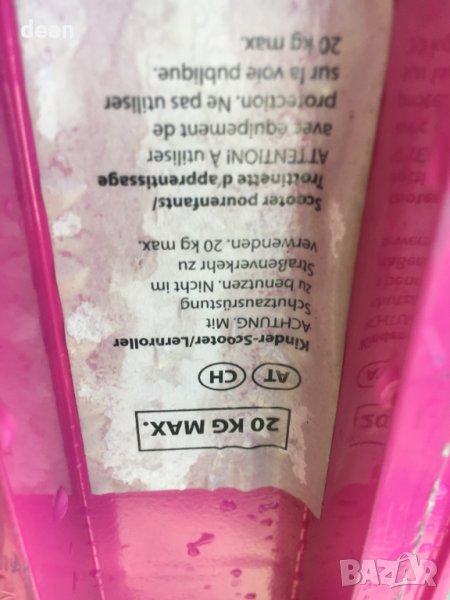 dean
20 KG MAX.
AT CH
Kinder-Scooter/Lernroller
ACHTUNG. Mit
Schutzausrüstung
zu benutzen. Nicht im
Straßenverkehr zu
verwenden. 20 kg max.
Scooter pourenfants/
Trottinette d'apprentissage
ATTENTION! À utiliser
avec équipement de
protection. Ne pas utiliser
sur la voie publique.
20 kg max.
BAZAR